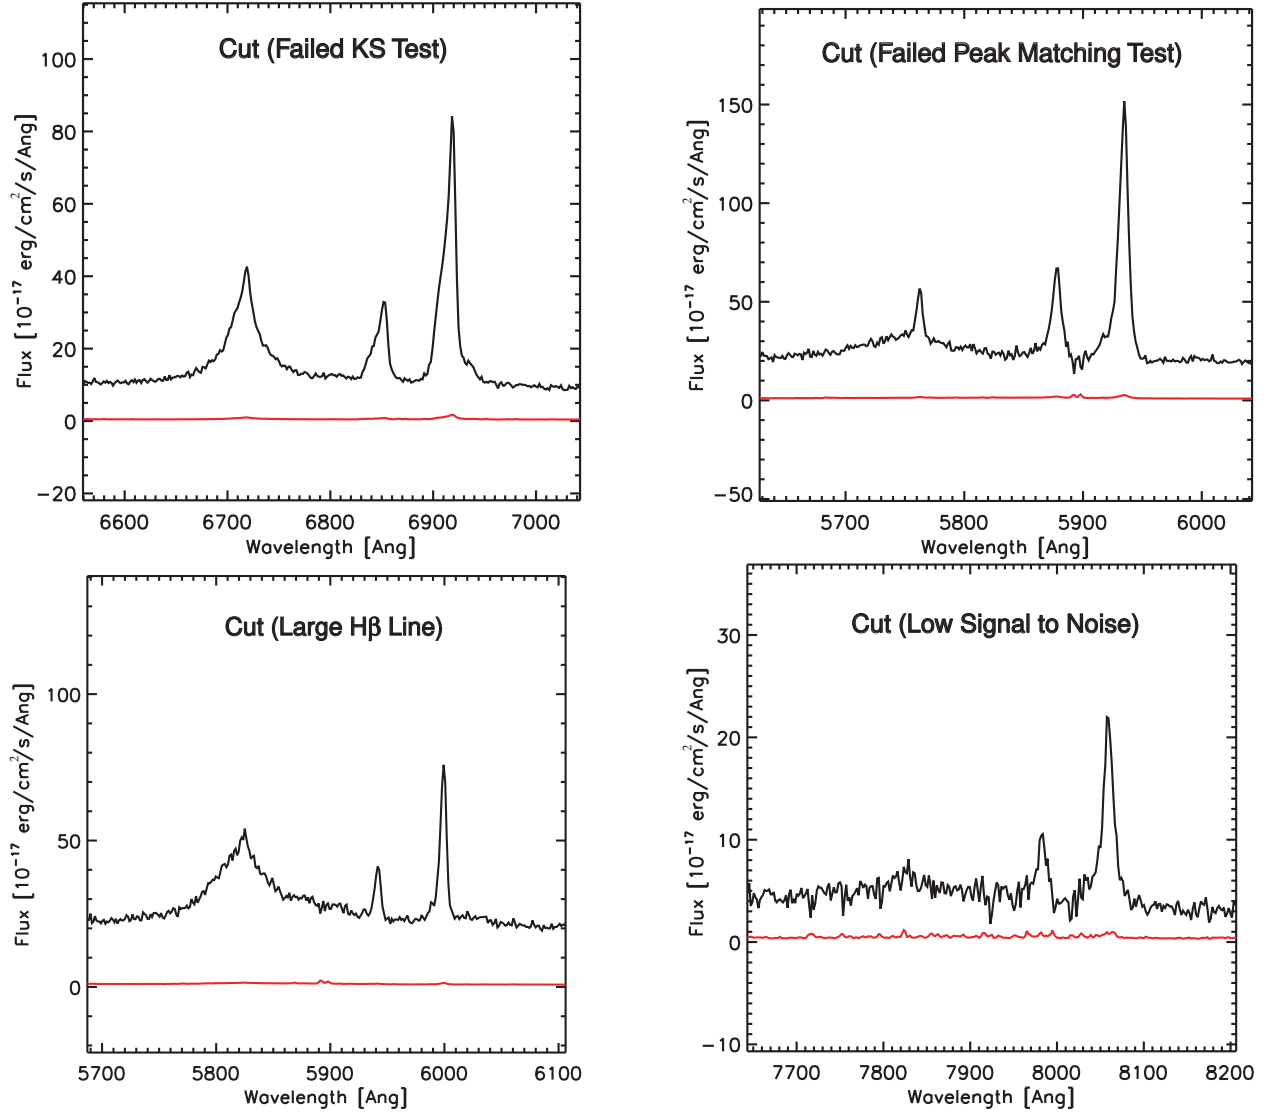 Cut (Failed KS Test)
Flux [10⁻¹⁷ erg/cm²/s/Ang]
100
80
60
40
20
0
−20
6600 6700 6800 6900 7000
Wavelength [Ang]
Cut (Failed Peak Matching Test)
Flux [10⁻¹⁷ erg/cm²/s/Ang]
150
100
50
0
−50
5700 5800 5900 6000
Wavelength [Ang]
Cut (Large Hβ Line)
Flux [10⁻¹⁷ erg/cm²/s/Ang]
100
50
0
5700 5800 5900 6000 6100
Wavelength [Ang]
Cut (Low Signal to Noise)
Flux [10⁻¹⁷ erg/cm²/s/Ang]
30
20
10
0
−10
7700 7800 7900 8000 8100 8200
Wavelength [Ang]